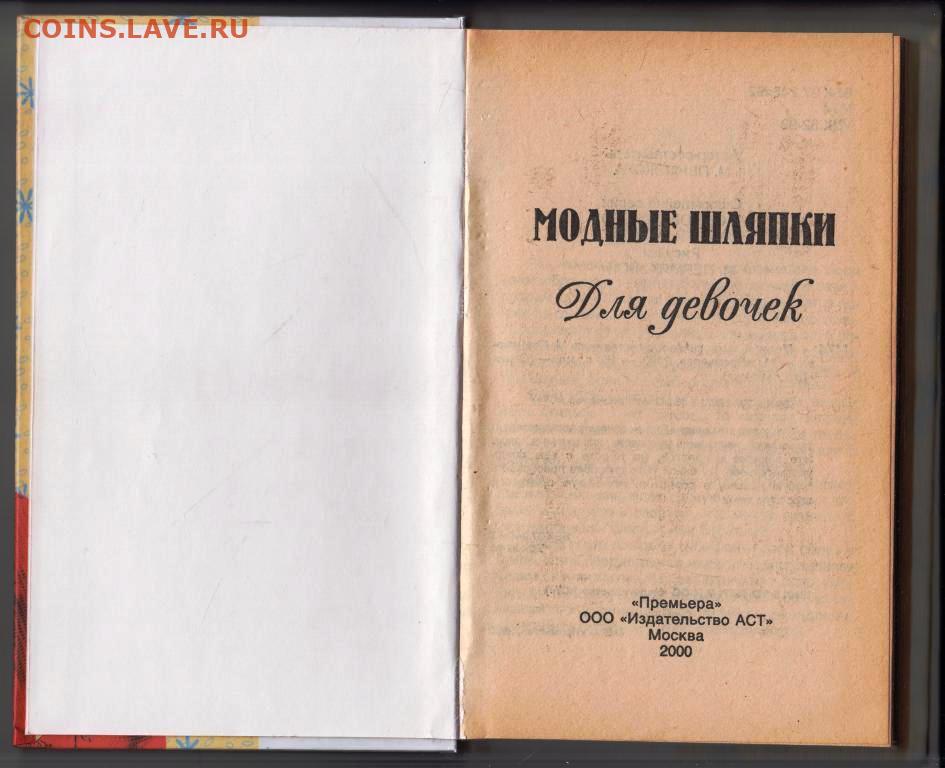 COINS.LAVE.RU
МОДНЫЕ ШЛЯПКИ
Для девочек
«Премьера»
ООО «Издательство АСТ»
Москва
2000